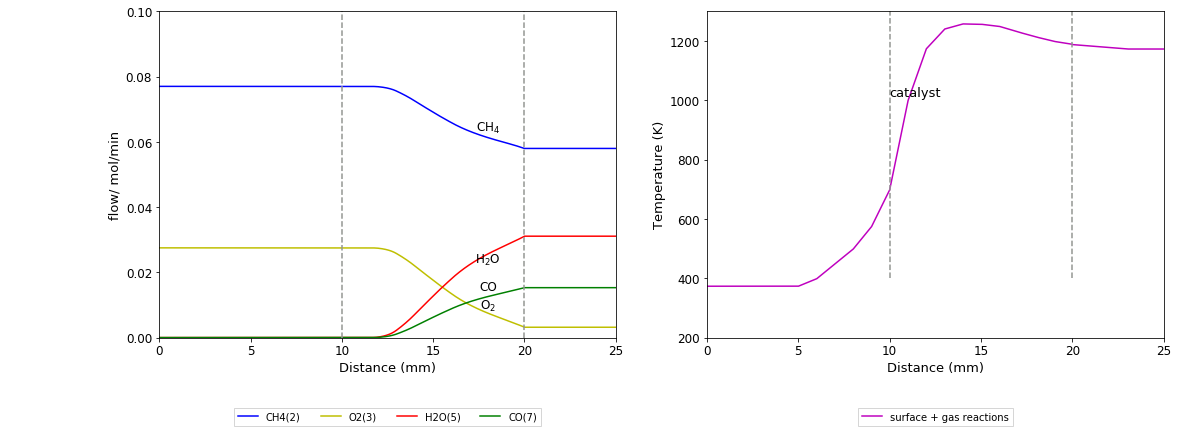 flow/ mol/min
0.10
0.08
0.06
0.04
0.02
0.00
CH₄
H₂O
CO
O₂
0 5 10 15 20 25
Distance (mm)
CH4(2) O2(3) H2O(5) CO(7)
Temperature (K)
1200
1000
800
600
400
200
catalyst
0 5 10 15 20 25
Distance (mm)
surface + gas reactions